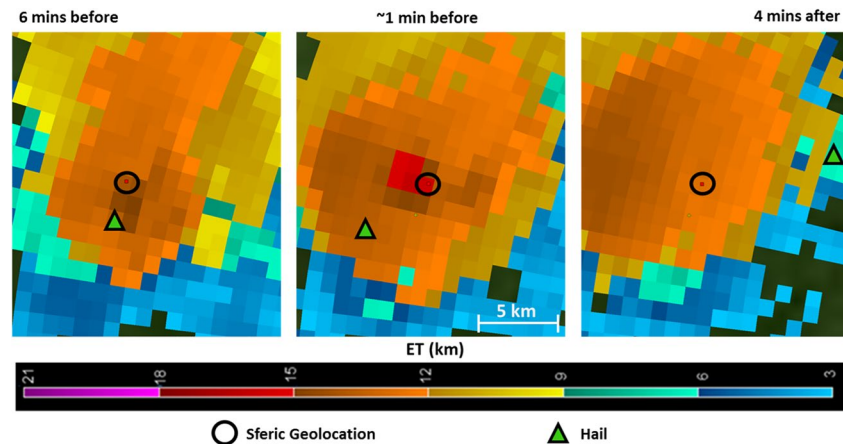 6 mins before
~1 min before
4 mins after
5 km
ET (km)
21 18 15 12 9 6 3
Sferic Geolocation
Hail